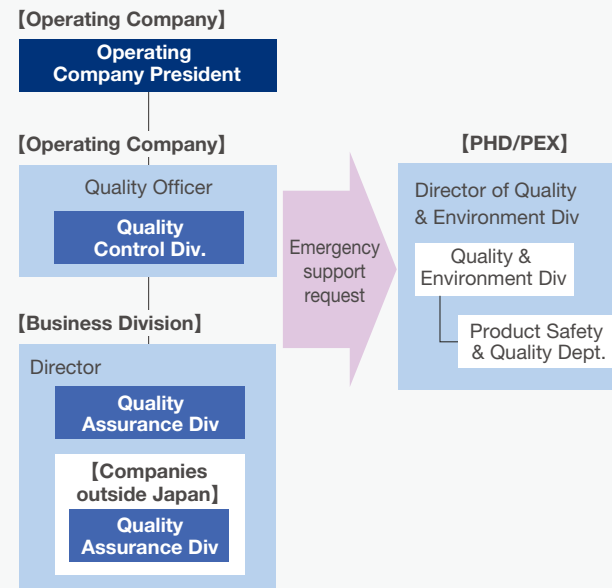 【Operating Company】
Operating
Company President
【Operating Company】
Quality Officer
Quality
Control Div.
【Business Division】
Director
Quality
Assurance Div
【Companies
outside Japan】
Quality
Assurance Div
Emergency
support
request
【PHD/PEX】
Director of Quality
& Environment Div
Quality &
Environment Div
Product Safety
& Quality Dept.